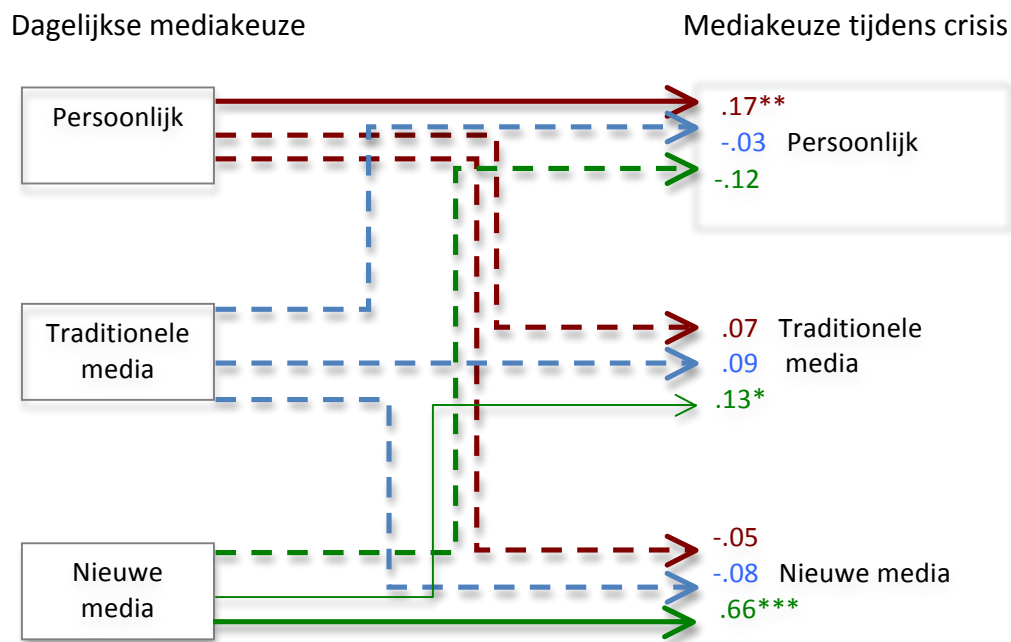 Dagelijkse mediakeuze
Mediakeuze tijdens crisis
Persoonlijk
.17**
-.03 Persoonlijk
-.12
Traditionele
media
.07 Traditionele
.09 media
.13*
Nieuwe
media
-.05
-.08 Nieuwe media
.66***